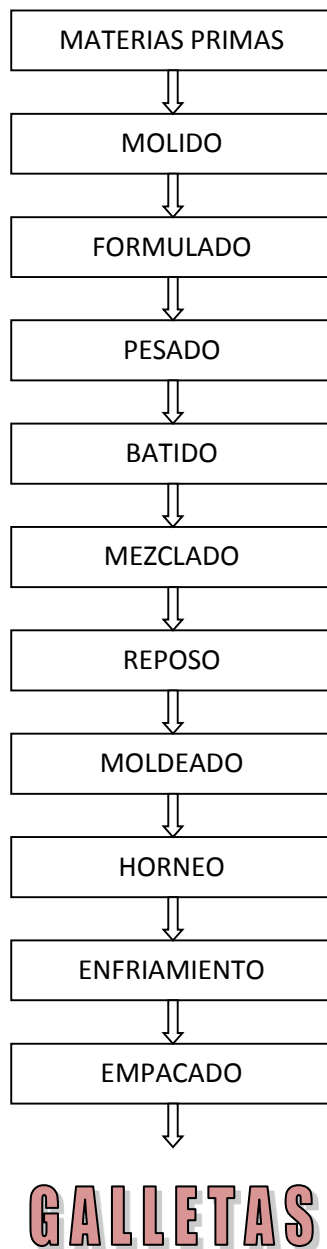 MATERIAS PRIMAS
MOLIDO
FORMULADO
PESADO
BATIDO
MEZCLADO
REPOSO
MOLDEADO
HORNEO
ENFRIAMIENTO
EMPACADO
GALLETAS